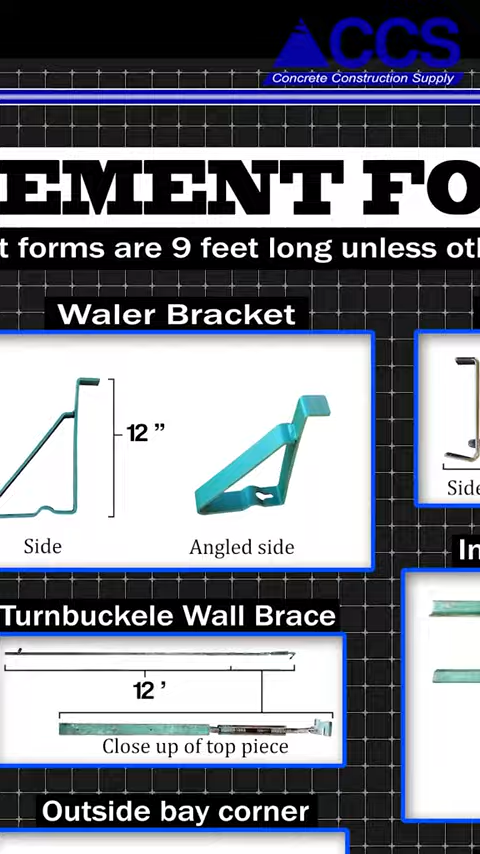 CCS
Concrete Construction Supply
EMENT FO
t forms are 9 feet long unless oth
Waler Bracket
12 ”
Side
Angled side
Side
In
Turnbuckele Wall Brace
12 ’
Close up of top piece
Outside bay corner